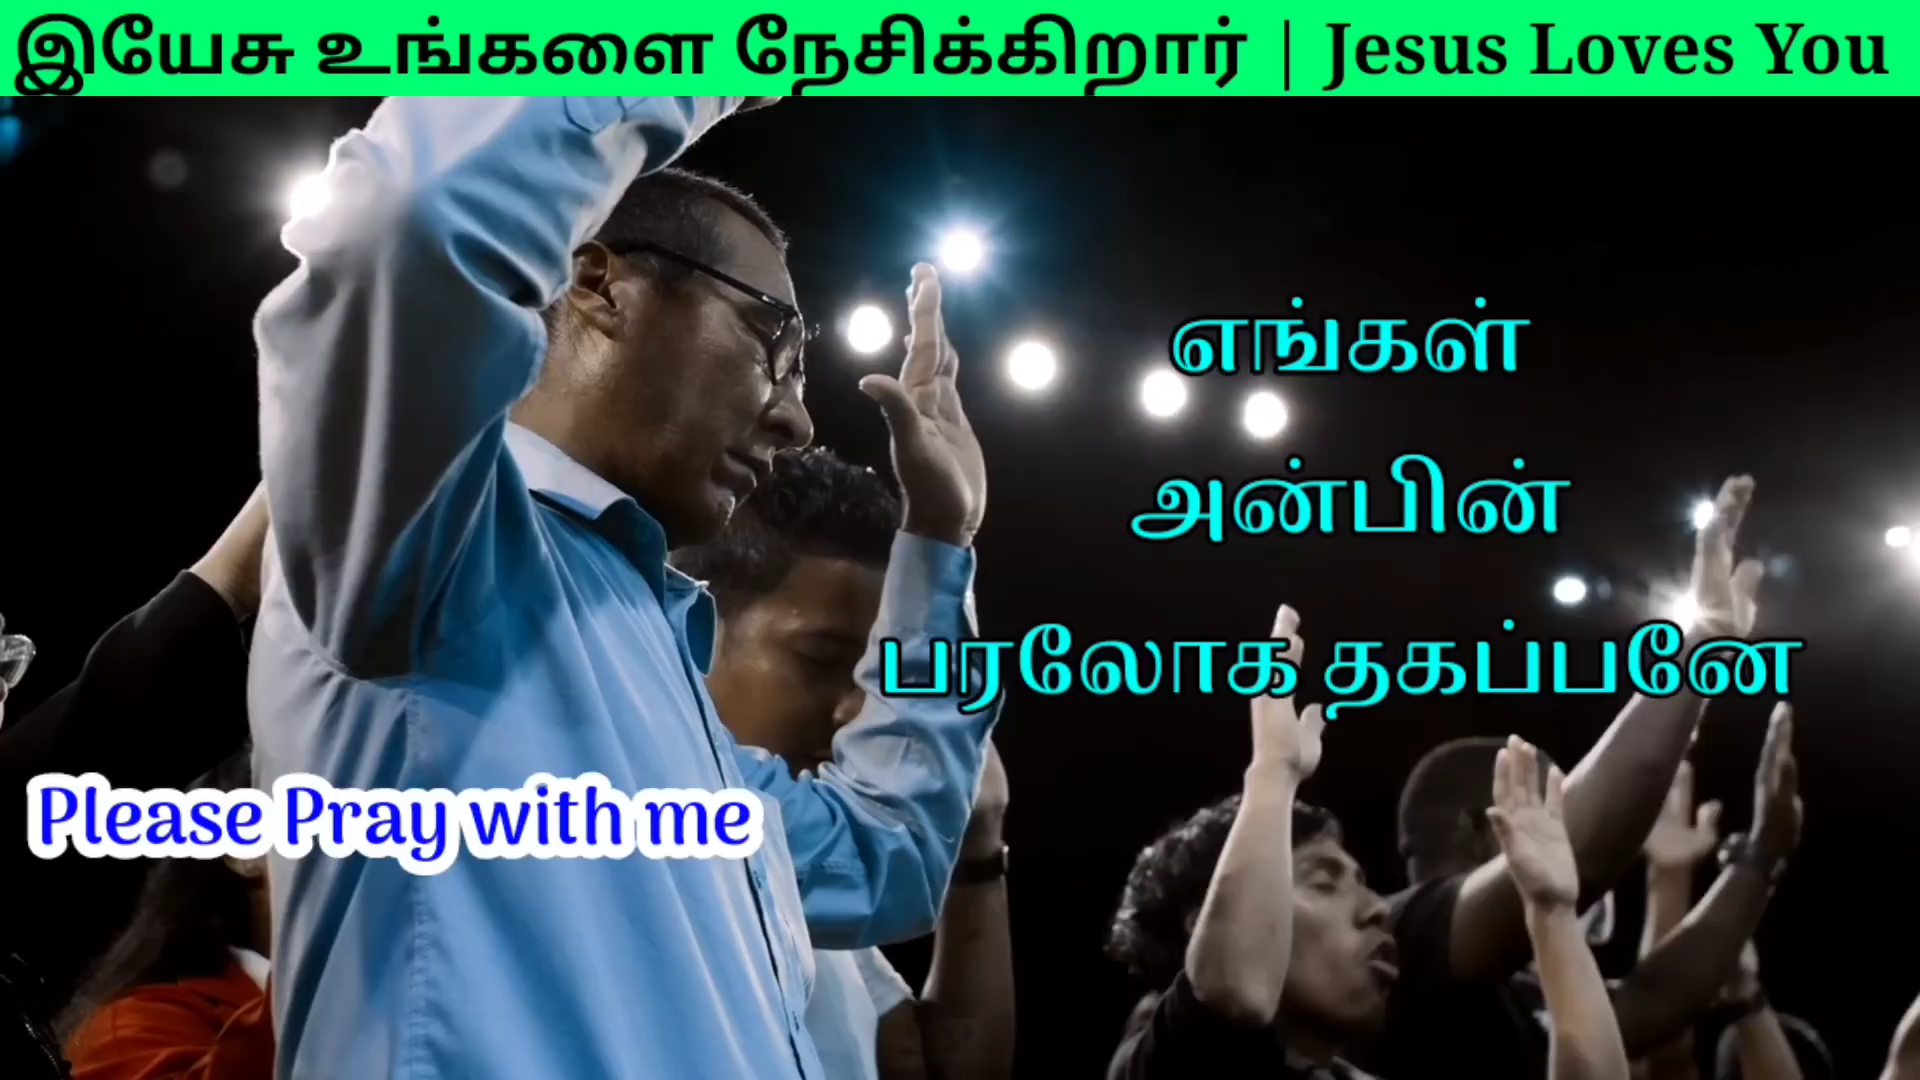 இயேசு உங்களை நேசிக்கிறார் | Jesus Loves You
எங்கள்
அன்பின்
பரலோக தகப்பனே
Please Pray with me